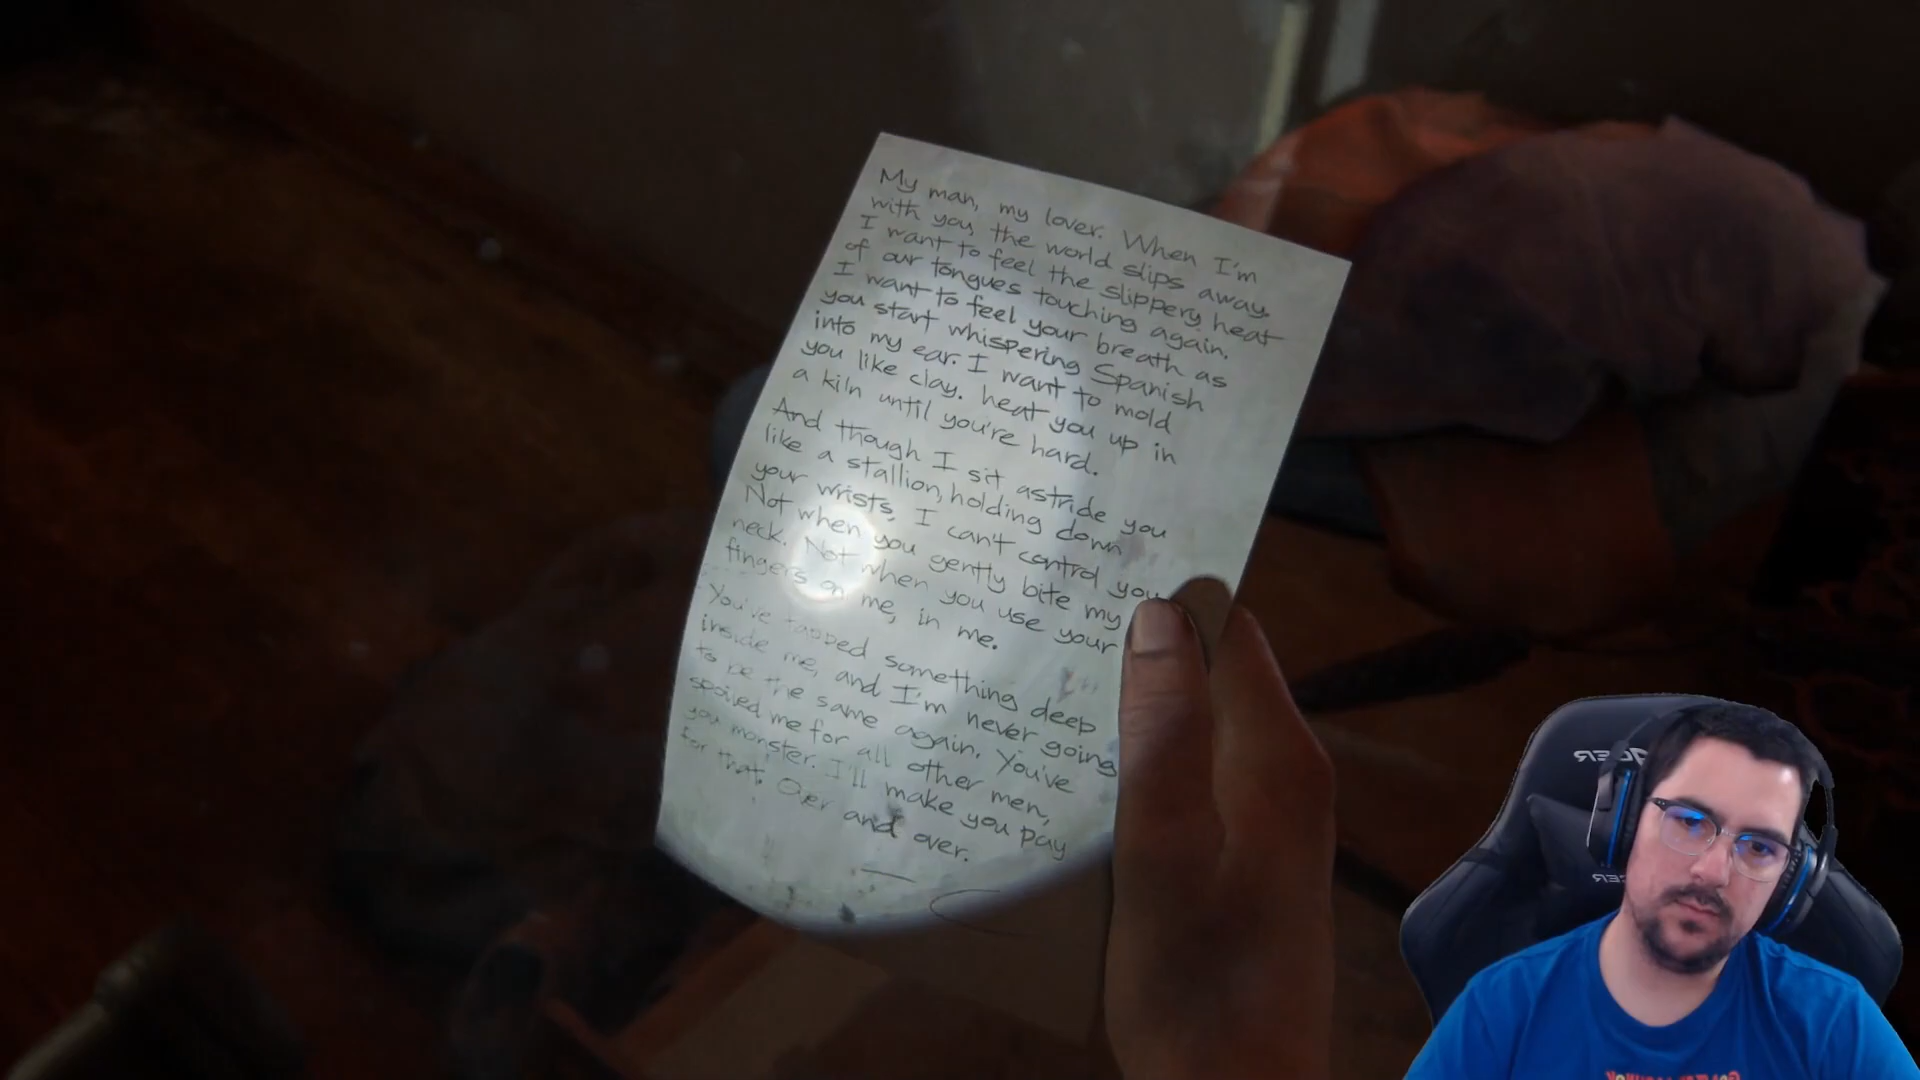 My man, my lover. When I'm
with you, the world slips away.
I want to feel the slippery heat
of our tongues touching again.
I want to feel your breath as
you start whispering Spanish
into my ear. I want to mold
you like clay. heat you up in
a kiln until you're hard.
And though I sit astride you
like a stallion, holding down
your wrists, I can't control you.
Not when you gently bite my
neck. Not when you use your
fingers on me, in me.
You've tapped something deep
inside me, and I'm never going
to be the same again. You've
spoiled me for all other men,
you monster. I'll make you pay
for that. Over and over.